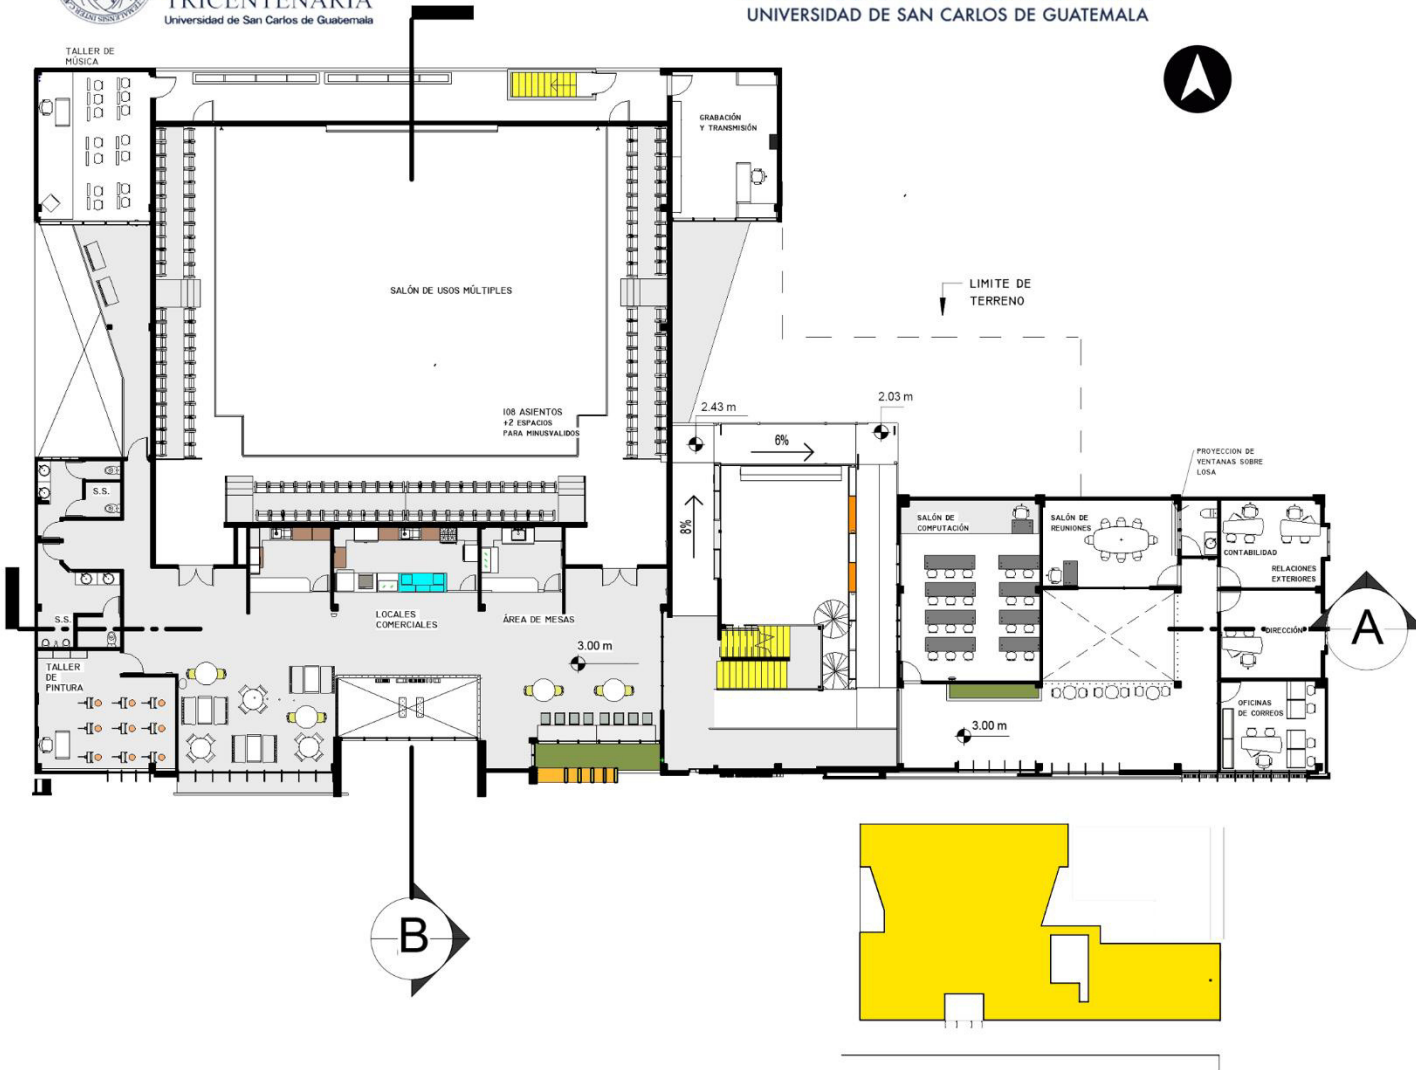 TRICENTENARIA
Universidad de San Carlos de Guatemala
UNIVERSIDAD DE SAN CARLOS DE GUATEMALA
TALLER DE
MÚSICA
GRABACIÓN
Y TRANSMISIÓN
SALÓN DE USOS MÚLTIPLES
LIMITE DE
TERRENO
108 ASIENTOS
+2 ESPACIOS
PARA MINUSVALIDOS
2.43 m
2.03 m
6%
8%
PROYECCION DE
VENTANAS SOBRE
LOSA
S.S.
SALÓN DE
COMPUTACIÓN
SALÓN DE
REUNIONES
CONTABILIDAD
RELACIONES
EXTERIORES
LOCALES
COMERCIALES
ÁREA DE MESAS
S.S.
DIRECCIÓN
A
3.00 m
TALLER
DE
PINTURA
OFICINAS
DE CORREOS
3.00 m
B